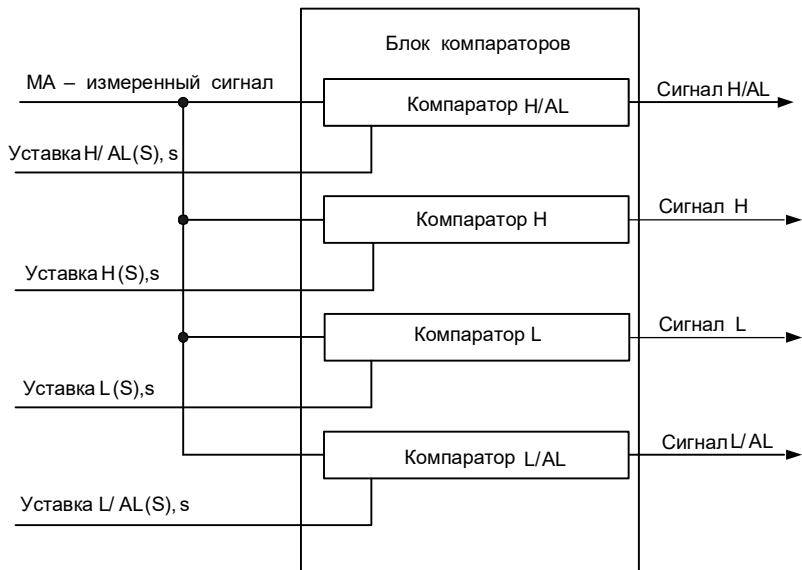 Блок компараторов
МА – измеренный сигнал
Компаратор H/AL
Сигнал H/AL
Уставка H/ AL(S), s
Компаратор H
Сигнал H
Уставка H(S),s
Компаратор L
Сигнал L
Уставка L(S),s
Компаратор L/AL
Сигнал L/AL
Уставка L/ AL(S), s